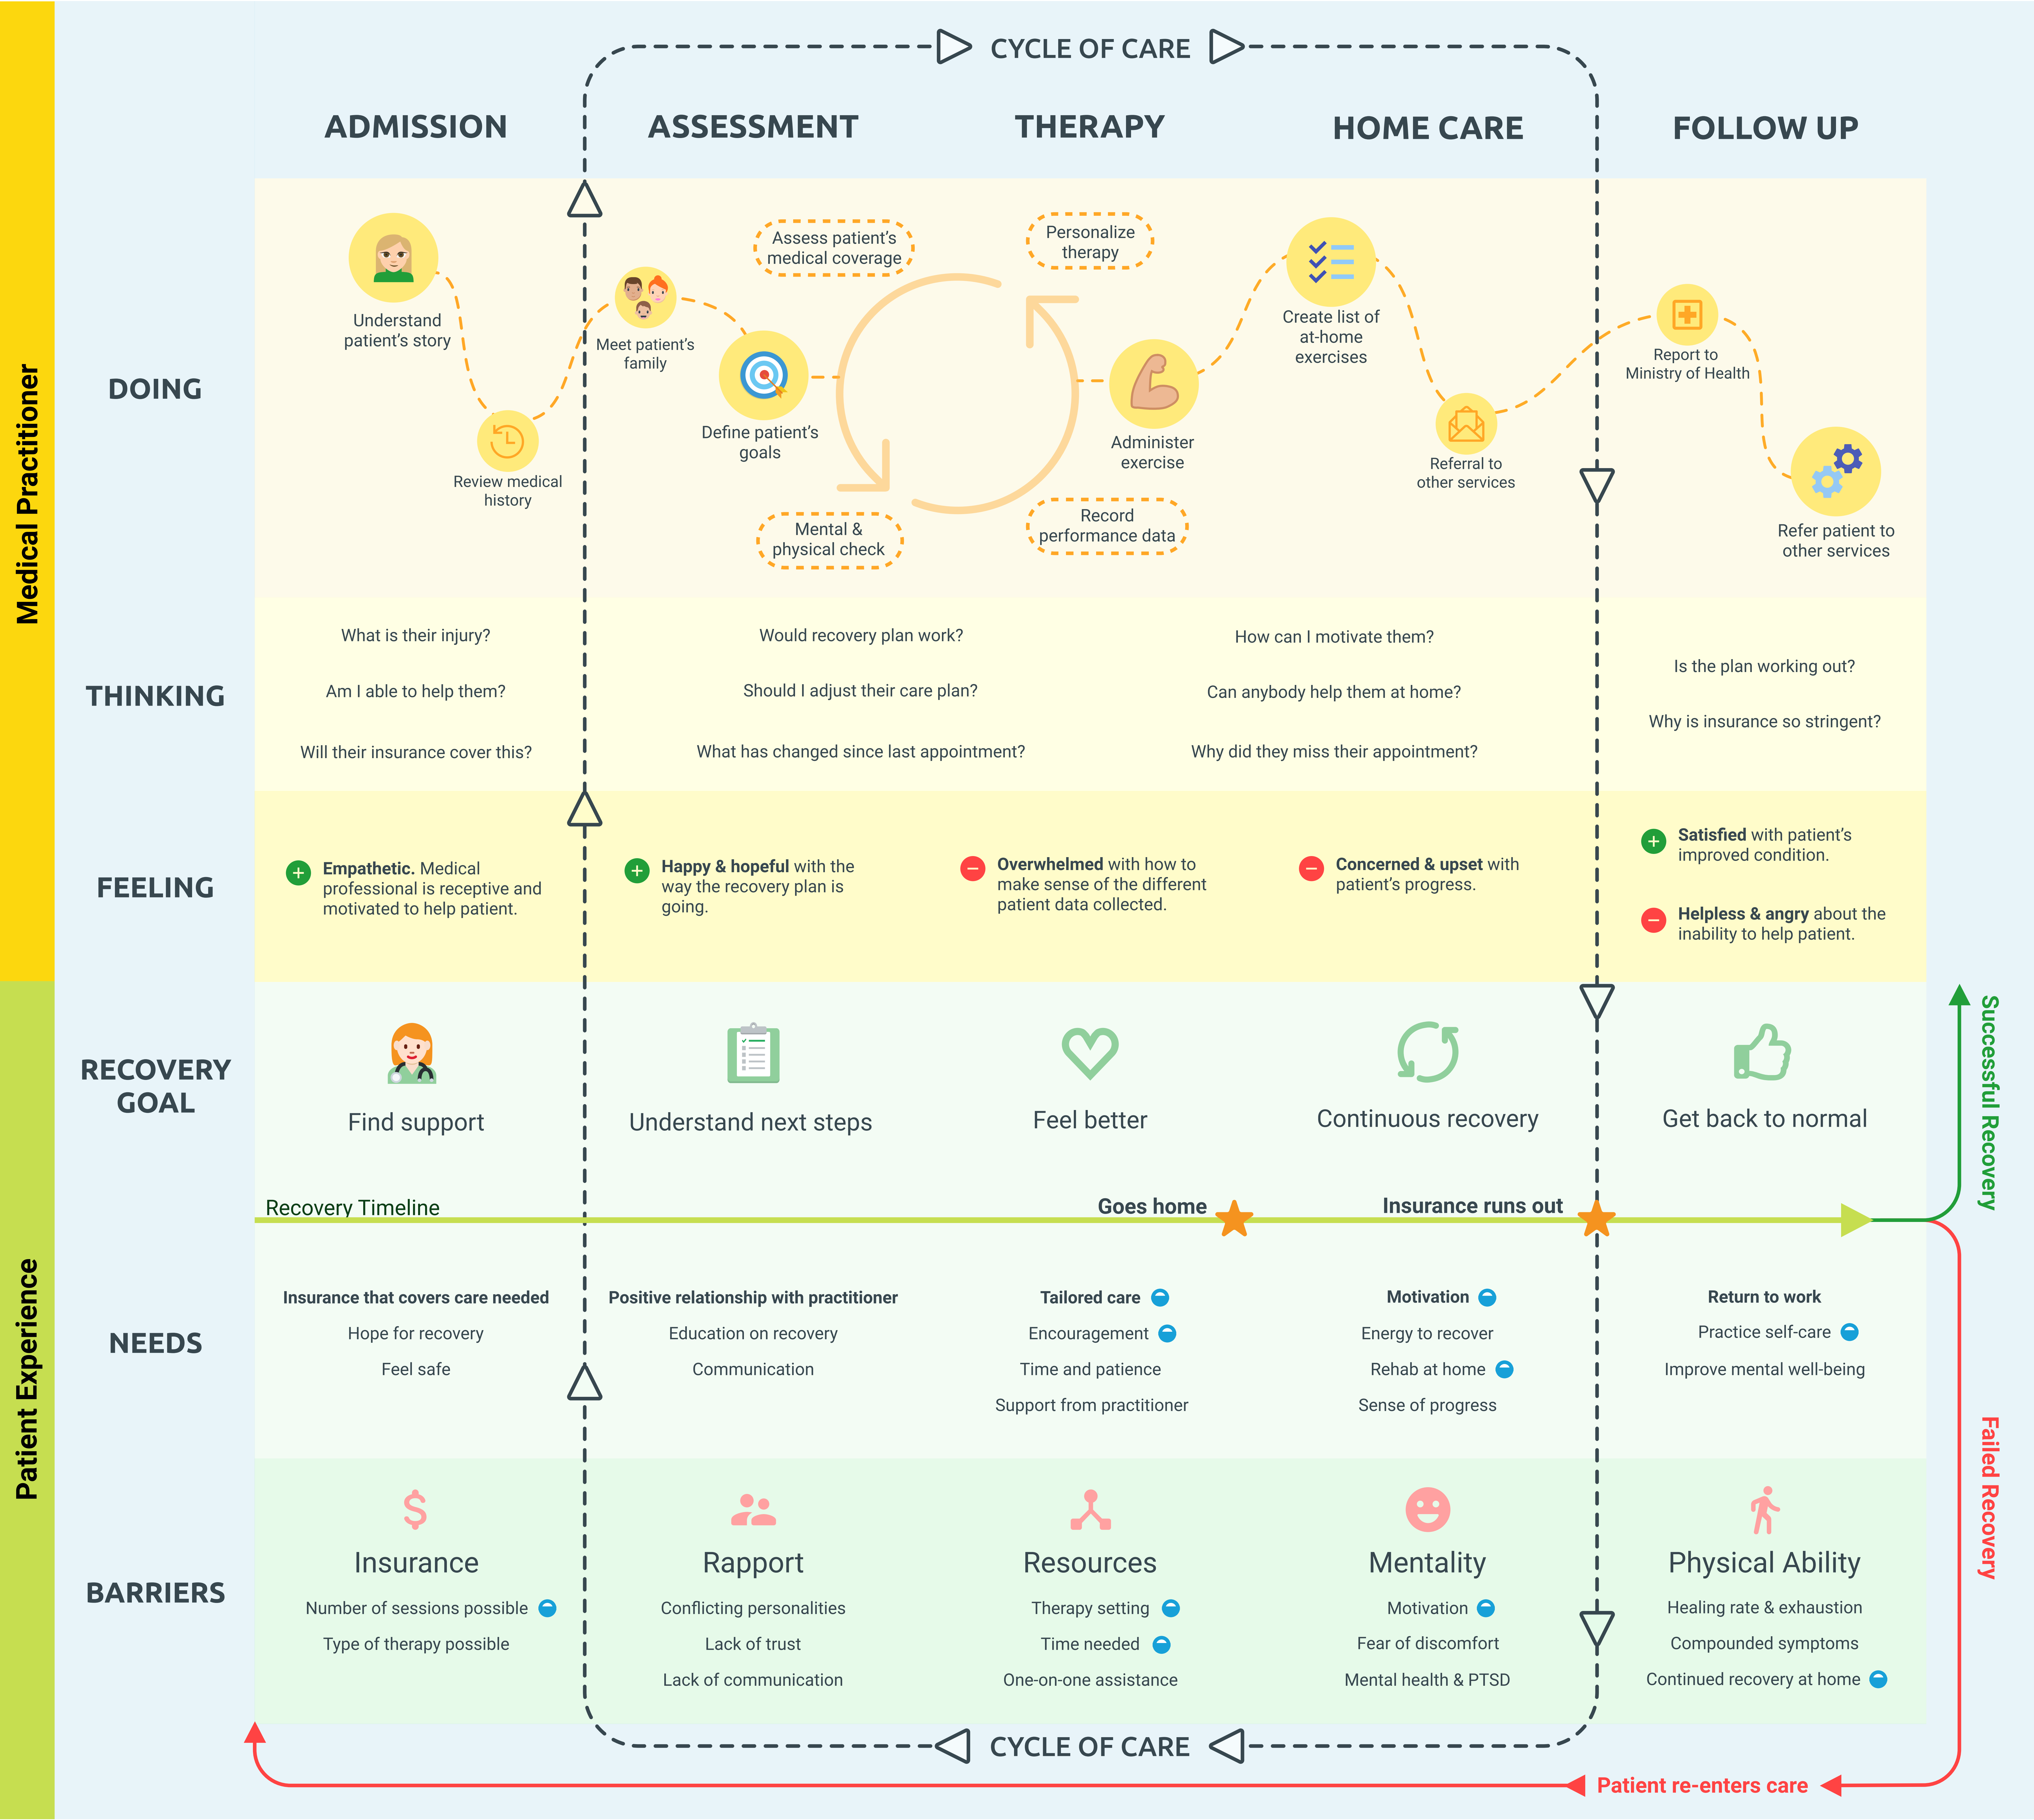 CYCLE OF CARE
ADMISSION
ASSESSMENT
THERAPY
HOME CARE
FOLLOW UP
Medical Practitioner
DOING
Understand
patient's story
Review medical
history
Meet patient's
family
Define patient's
goals
Assess patient's
medical coverage
Mental &
physical check
Personalize
therapy
Record
performance data
Administer
exercise
Create list of
at-home
exercises
Referral to
other services
Report to
Ministry of Health
Refer patient to
other services
THINKING
What is their injury?
Am I able to help them?
Will their insurance cover this?
Would recovery plan work?
Should I adjust their care plan?
What has changed since last appointment?
How can I motivate them?
Can anybody help them at home?
Why did they miss their appointment?
Is the plan working out?
Why is insurance so stringent?
FEELING
Empathetic. Medical
professional is receptive and
motivated to help patient.
Happy & hopeful with the
way the recovery plan is
going.
Overwhelmed with how to
make sense of the different
patient data collected.
Concerned & upset with
patient's progress.
Satisfied with patient's
improved condition.
Helpless & angry about the
inability to help patient.
Patient Experience
RECOVERY
GOAL
Find support
Understand next steps
Feel better
Continuous recovery
Get back to normal
Recovery Timeline
Goes home
Insurance runs out
Successful Recovery
Failed Recovery
NEEDS
Insurance that covers care needed
Hope for recovery
Feel safe
Positive relationship with practitioner
Education on recovery
Communication
Tailored care
Encouragement
Time and patience
Support from practitioner
Motivation
Energy to recover
Rehab at home
Sense of progress
Return to work
Practice self-care
Improve mental well-being
BARRIERS
Insurance
Number of sessions possible
Type of therapy possible
Rapport
Conflicting personalities
Lack of trust
Lack of communication
Resources
Therapy setting
Time needed
One-on-one assistance
Mentality
Motivation
Fear of discomfort
Mental health & PTSD
Physical Ability
Healing rate & exhaustion
Compounded symptoms
Continued recovery at home
CYCLE OF CARE
Patient re-enters care